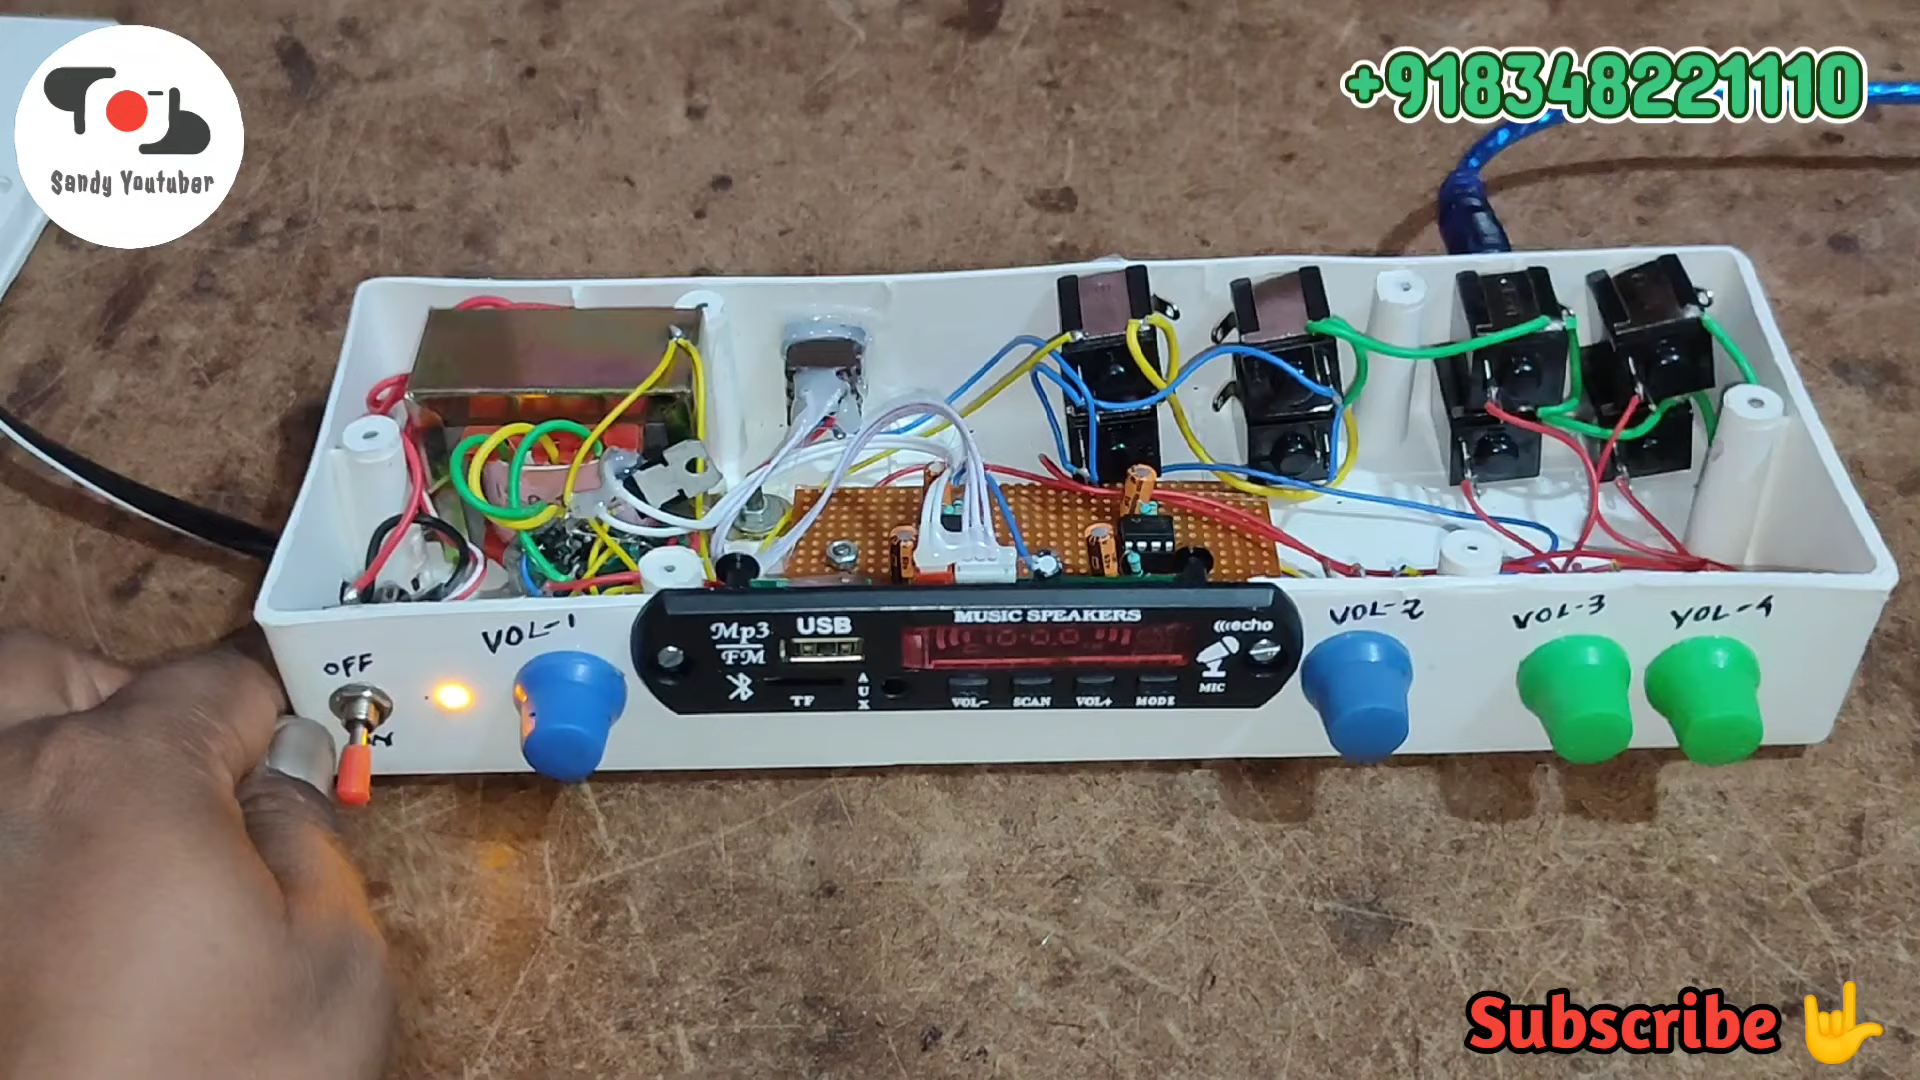 Sandy Youtuber
+918348221110
VOL-1
OFF
ON
Mp3
FM
USB
TF
AUX
MUSIC SPEAKERS
VOL-
SCAN
VOL+
MODE
echo
MIC
VOL-2
VOL-3
VOL-4
Subscribe